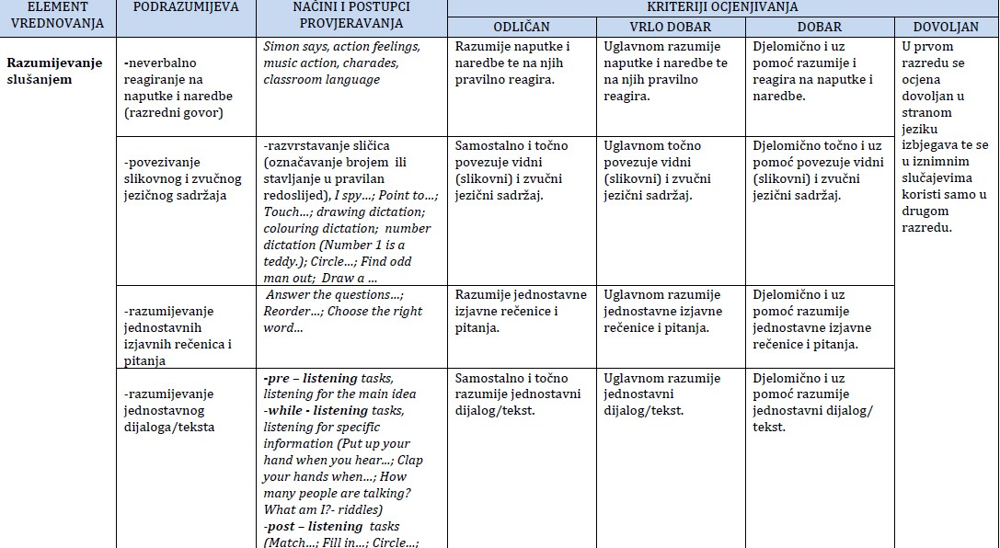 ELEMENT
VREDNOVANJA
PODRAZUMIJEVA
NAČINI I POSTUPCI
PROVJERAVANJA
KRITERIJI OCJENJIVANJA
ODLIČAN
VRLO DOBAR
DOBAR
DOVOLJAN
Razumijevanje
slušanjem
-neverbalno
reagiranje na
naputke i naredbe
(razredni govor)
Simon says, action feelings,
music action, charades,
classroom language
Razumije naputke i
naredbe te na njih
pravilno reagira.
Uglavnom razumije
naputke i naredbe te
na njih pravilno
reagira.
Djelomično i uz
pomoć razumije i
reagira na naputke i
naredbe.
U prvom
razredu se
ocjena
dovoljan u
stranom
jeziku
izbjegava te se
u iznimnim
slučajevima
koristi samo u
drugom
razredu.
-povezivanje
slikovnog i zvučnog
jezičnog sadržaja
-razvrstavanje sličica
(označavanje brojem ili
stavljanje u pravilan
redoslijed), I spy...; Point to...;
Touch...; drawing dictation;
colouring dictation; number
dictation (Number 1 is a
teddy.); Circle...; Find odd
man out; Draw a ...
Samostalno i točno
povezuje vidni
(slikovni) i zvučni
jezični sadržaj.
Uglavnom točno
povezuje vidni
(slikovni) i zvučni
jezični sadržaj.
Djelomično točno i uz
pomoć povezuje vidni
(slikovni) i zvučni
jezični sadržaj.
-razumijevanje
jednostavnih
izjavnih rečenica i
pitanja
Answer the questions...;
Reorder...; Choose the right
word...
Razumije jednostavne
izjavne rečenice i
pitanja.
Uglavnom razumije
jednostavne izjavne
rečenice i pitanja.
Djelomično i uz
pomoć razumije
jednostavne izjavne
rečenice i pitanja.
-razumijevanje
jednostavnog
dijaloga/teksta
-pre – listening tasks,
listening for the main idea
-while - listening tasks,
listening for specific
information (Put up your
hand when you hear...; Clap
your hands when...; How
many people are talking?
What am I?- riddles)
-post – listening tasks
(Match...; Fill in...; Circle...;
Samostalno i točno
razumije jednostavni
dijalog/tekst.
Uglavnom razumije
jednostavni
dijalog/tekst.
Djelomično i uz
pomoć razumije
jednostavni dijalog/
tekst.